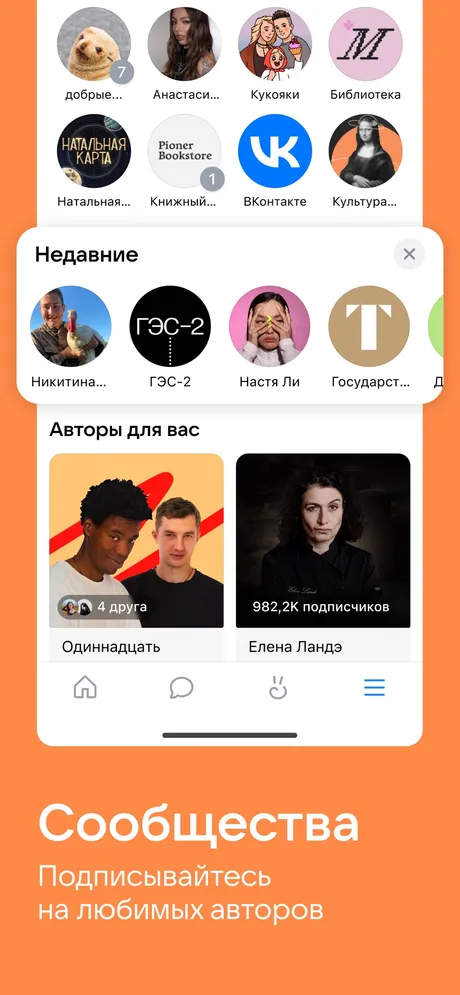 7
добрые...
Анастаси...
Кукояки
M
Библиотека
НАТАЛЬНАЯ
КАРТА
Pioner
Bookstore
1
Натальная...
Книжный...
ВКонтакте
Культура...
Недавние
ГЭС-2
Т
Никитина...
ГЭС-2
Настя Ли
Государст...
Д
Авторы для вас
4 друга
982,2K подписчиков
Одиннадцать
Елена Ландэ
Сообщества
Подписывайтесь
на любимых авторов